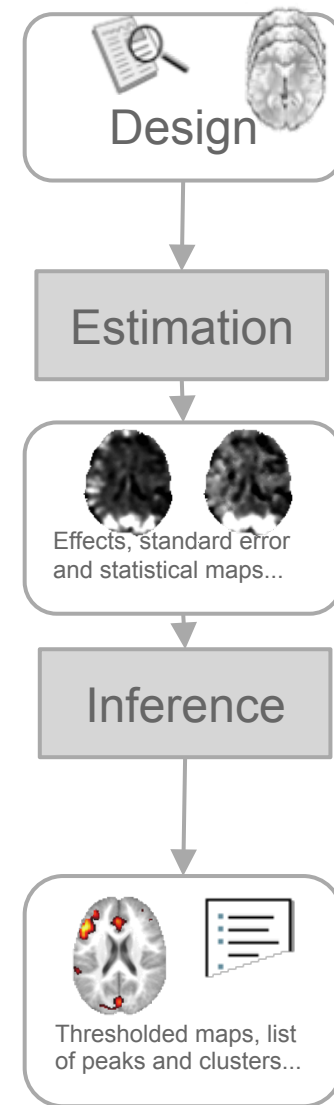 Design
Estimation
Effects, standard error
and statistical maps...
Inference
Thresholded maps, list
of peaks and clusters...